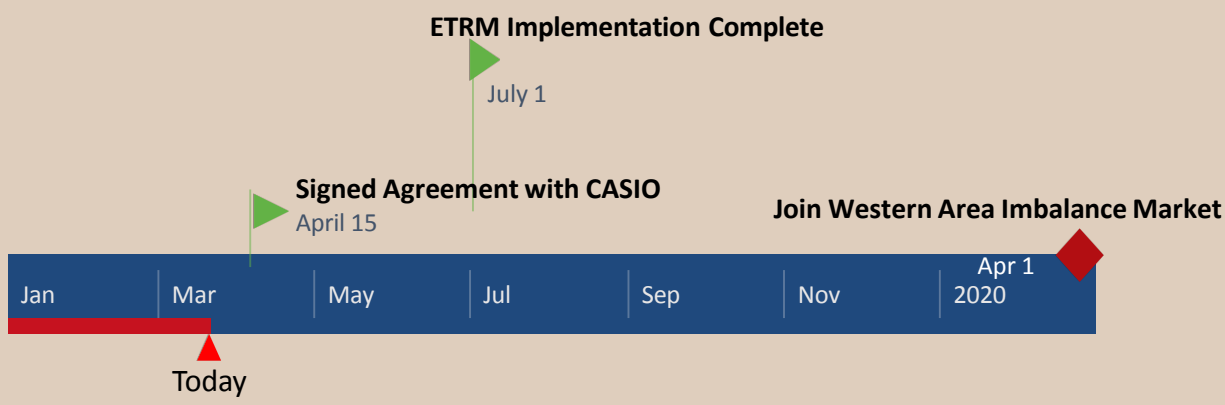 ETRM Implementation Complete
July 1
Signed Agreement with CASIO
April 15
Join Western Area Imbalance Market
Apr 1
Jan Mar May Jul Sep Nov 2020
Today